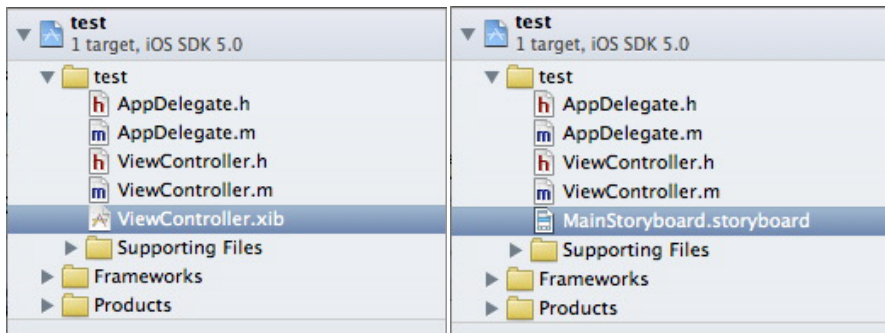 test
1 target, iOS SDK 5.0
test
h AppDelegate.h
m AppDelegate.m
h ViewController.h
m ViewController.m
ViewController.xib
Supporting Files
Frameworks
Products
test
1 target, iOS SDK 5.0
test
h AppDelegate.h
m AppDelegate.m
h ViewController.h
m ViewController.m
MainStoryboard.storyboard
Supporting Files
Frameworks
Products